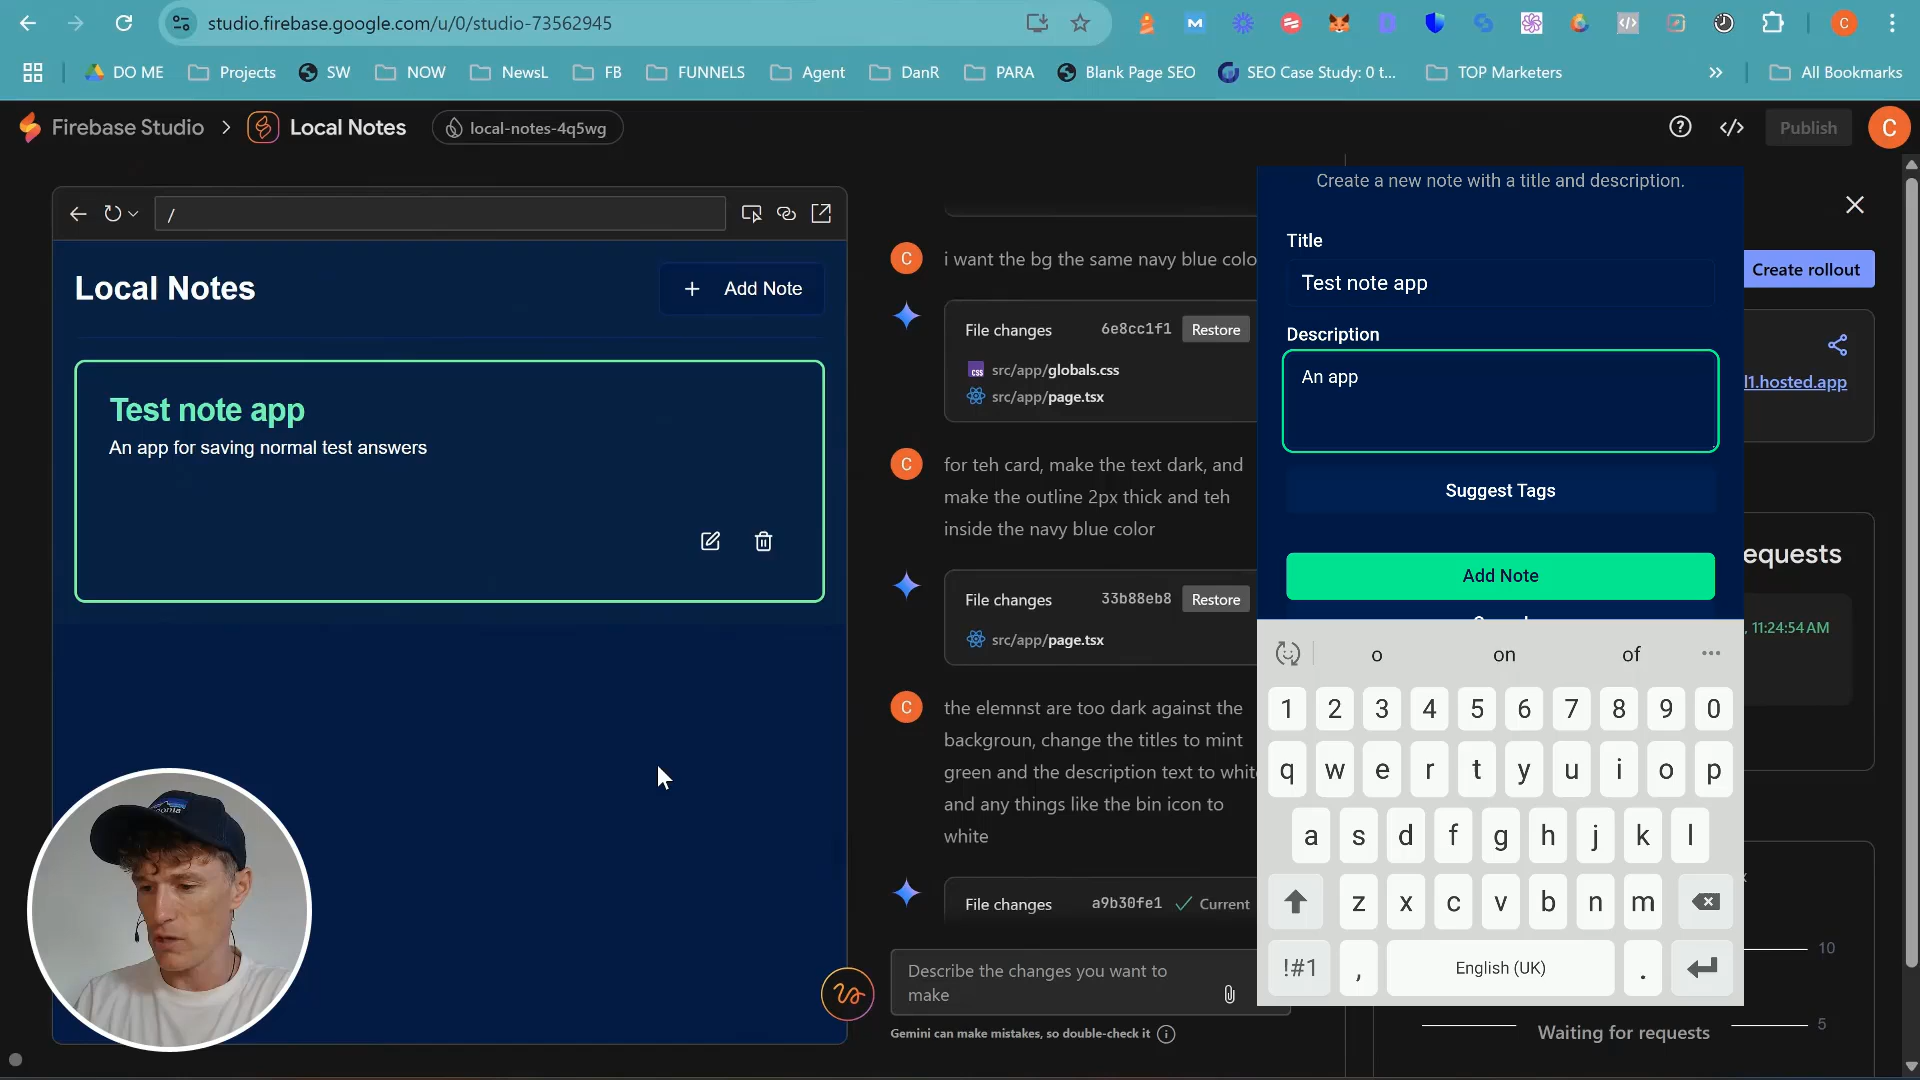 studio.firebase.google.com/u/0/studio-73562945
DO ME
Projects
SW
NOW
NewsL
FB
FUNNELS
Agent
DanR
PARA
Blank Page SEO
SEO Case Study: 0 t...
TOP Marketers
All Bookmarks
Firebase Studio
Local Notes
local-notes-4q5wg
Publish
C
/
Local Notes
+ Add Note
Test note app
An app for saving normal test answers
C
i want the bg the same navy blue colo
File changes 6e8cc1f1 Restore
src/app/globals.css
src/app/page.tsx
C
for teh card, make the text dark, and
make the outline 2px thick and teh
inside the navy blue color
File changes 33b88eb8 Restore
src/app/page.tsx
C
the elemnst are too dark against the
backgroun, change the titles to mint
green and the description text to white
and any things like the bin icon to
white
File changes a9b30fe1 Current
Describe the changes you want to
make
Gemini can make mistakes, so double-check it
Create a new note with a title and description.
Title
Test note app
Description
An app
Suggest Tags
Add Note
o on of
1 2 3 4 5 6 7 8 9 0
q w e r t y u i o p
a s d f g h j k l
z x c v b n m
!#1 , English (UK) .
Create rollout
l1.hosted.app
equests
, 11:24:54 AM
10
Waiting for requests
5